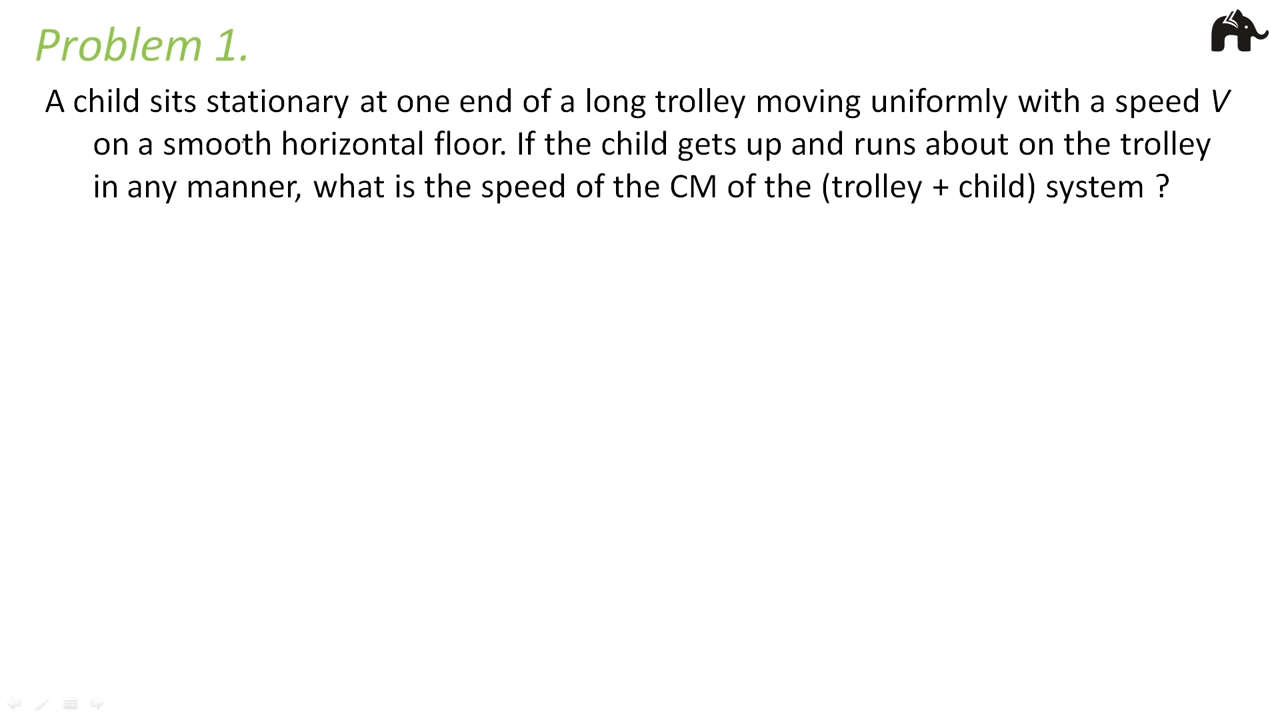 Problem 1.
A child sits stationary at one end of a long trolley moving uniformly with a speed V
on a smooth horizontal floor. If the child gets up and runs about on the trolley
in any manner, what is the speed of the CM of the (trolley + child) system ?